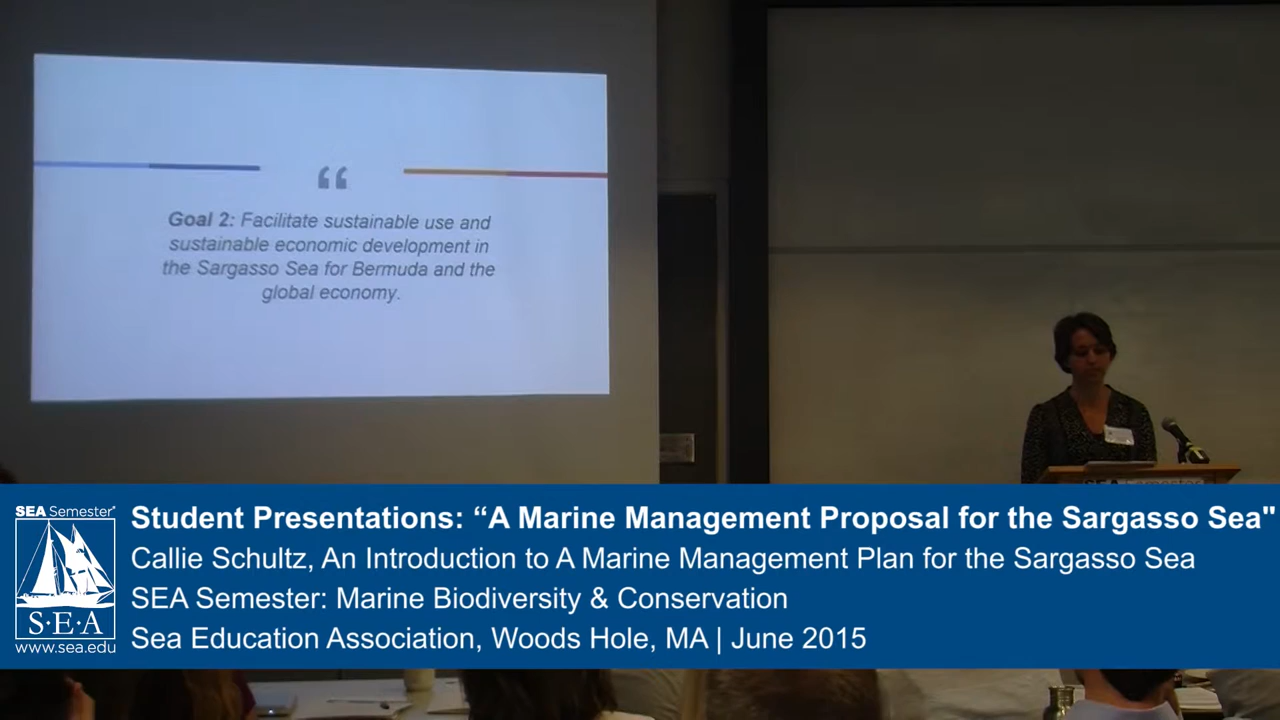 “
Goal 2: Facilitate sustainable use and
sustainable economic development in
the Sargasso Sea for Bermuda and the
global economy.
SEA Semester®
S·E·A
www.sea.edu
Student Presentations: “A Marine Management Proposal for the Sargasso Sea"
Callie Schultz, An Introduction to A Marine Management Plan for the Sargasso Sea
SEA Semester: Marine Biodiversity & Conservation
Sea Education Association, Woods Hole, MA | June 2015